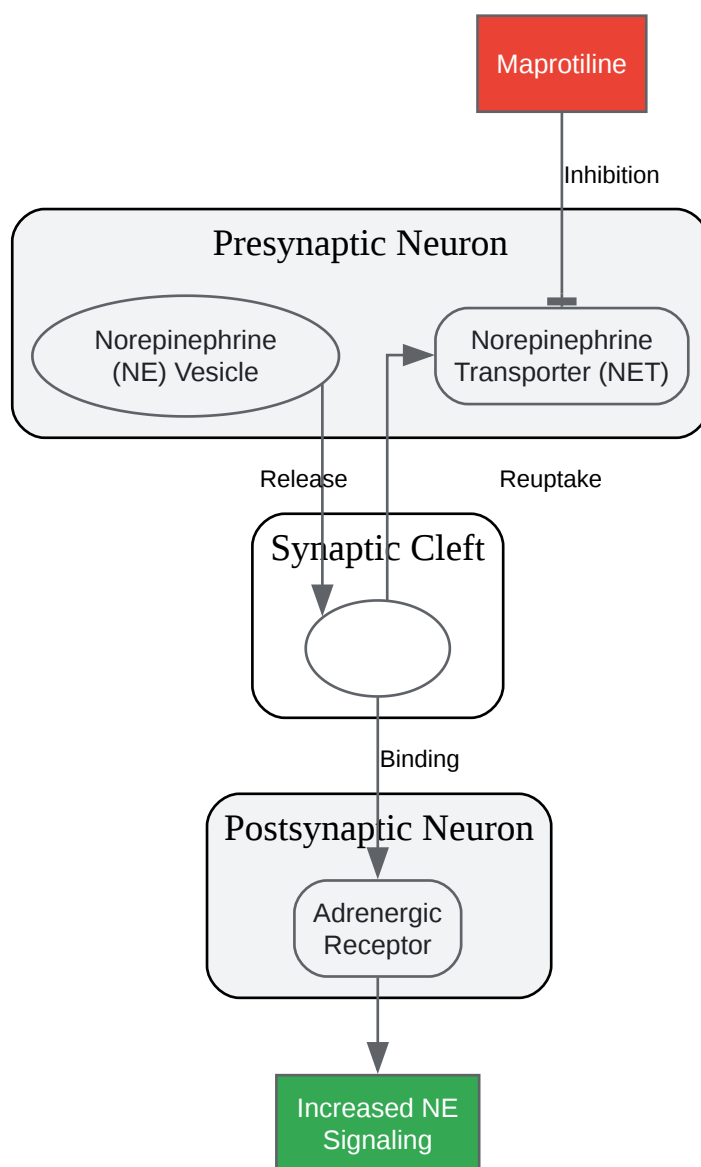 Maprotiline
Inhibition
Presynaptic Neuron
Norepinephrine
(NE) Vesicle
Norepinephrine
Transporter (NET)
Release
Reuptake
Synaptic Cleft
Binding
Postsynaptic Neuron
Adrenergic
Receptor
Increased NE
Signaling